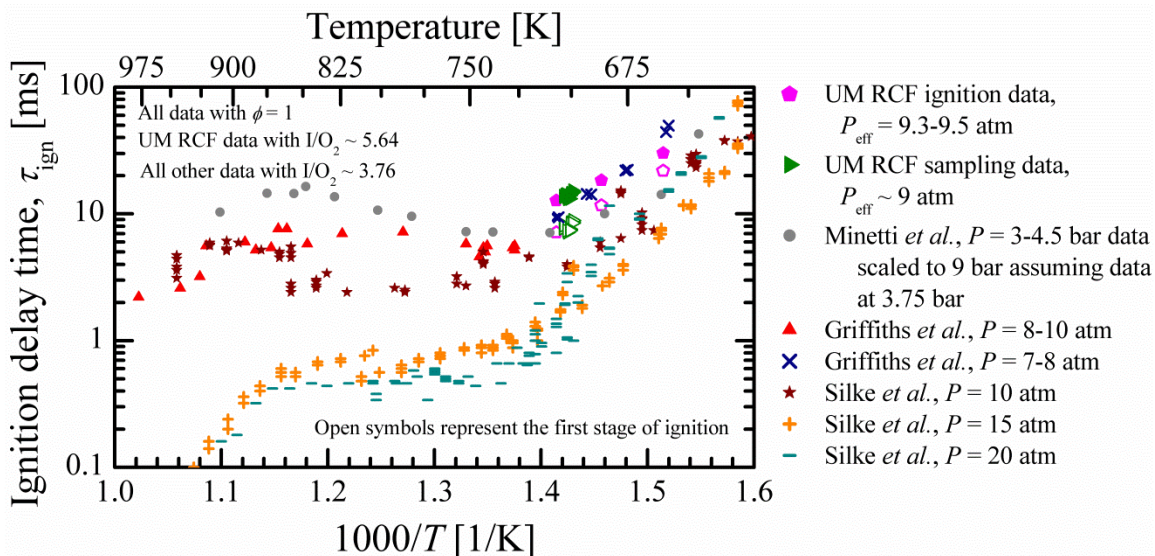 Temperature [K]
975 900 825 750 675
Ignition delay time, τign [ms]
100
10
1
0.1
All data with ϕ = 1
UM RCF data with I/O2 ~ 5.64
All other data with I/O2 ~ 3.76
Open symbols represent the first stage of ignition
1.0 1.1 1.2 1.3 1.4 1.5 1.6
1000/T [1/K]
UM RCF ignition data,
Peff = 9.3-9.5 atm
UM RCF sampling data,
Peff ~ 9 atm
Minetti et al., P = 3-4.5 bar data
scaled to 9 bar assuming data
at 3.75 bar
Griffiths et al., P = 8-10 atm
Griffiths et al., P = 7-8 atm
Silke et al., P = 10 atm
Silke et al., P = 15 atm
Silke et al., P = 20 atm